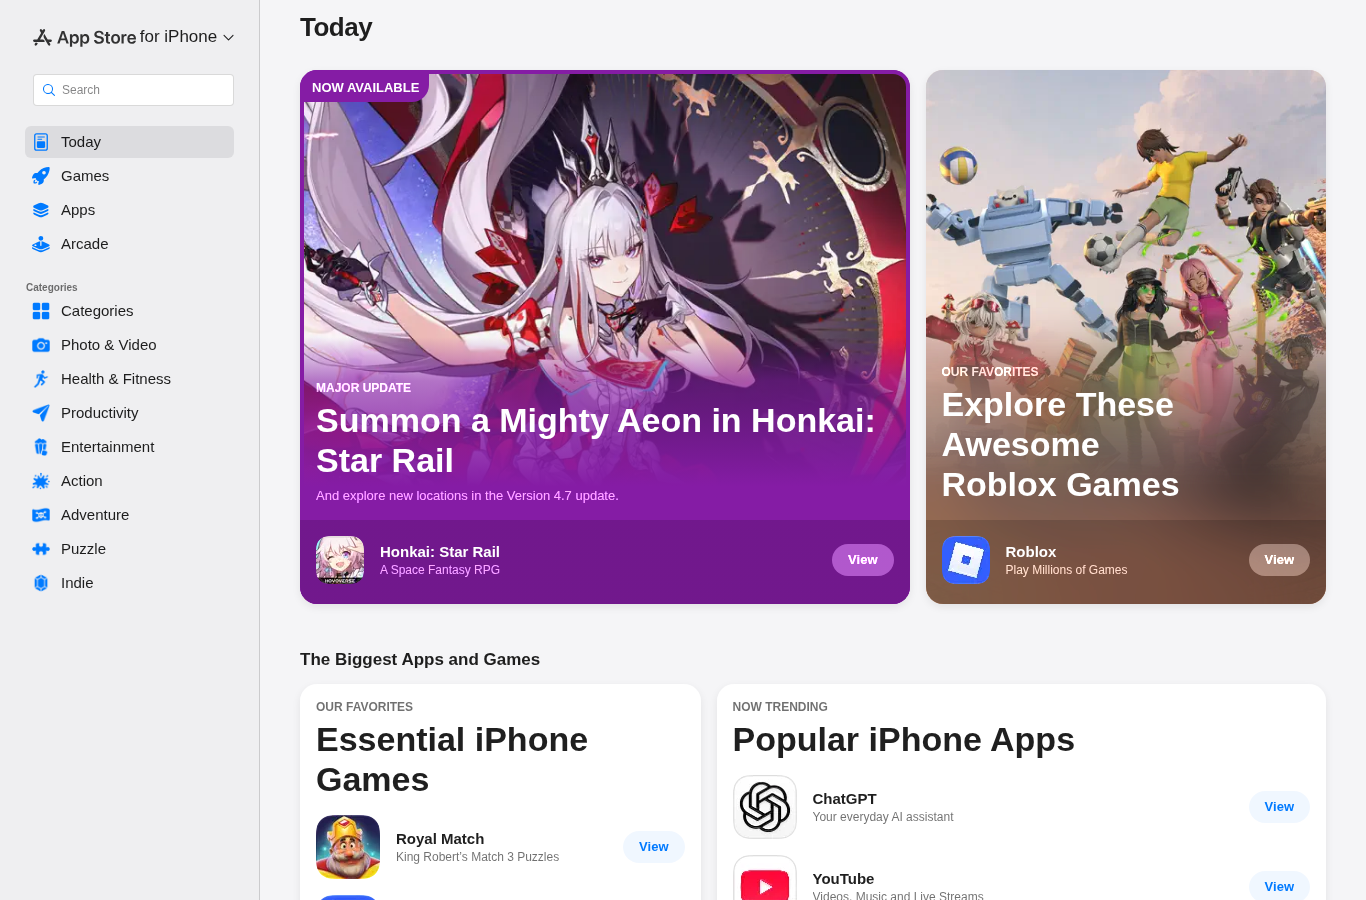 App Store for iPhone
Search
Today
Games
Apps
Arcade
Categories
Categories
Photo & Video
Health & Fitness
Productivity
Entertainment
Action
Adventure
Puzzle
Indie
Today
NOW AVAILABLE
MAJOR UPDATE
Summon a Mighty Aeon in Honkai:
Star Rail
And explore new locations in the Version 4.7 update.
HOYOVERSE
Honkai: Star Rail
A Space Fantasy RPG
View
OUR FAVORITES
Explore These
Awesome
Roblox Games
Roblox
Play Millions of Games
View
The Biggest Apps and Games
OUR FAVORITES
Essential iPhone
Games
Royal Match
King Robert's Match 3 Puzzles
View
NOW TRENDING
Popular iPhone Apps
ChatGPT
Your everyday AI assistant
View
YouTube
Videos, Music and Live Streams
View